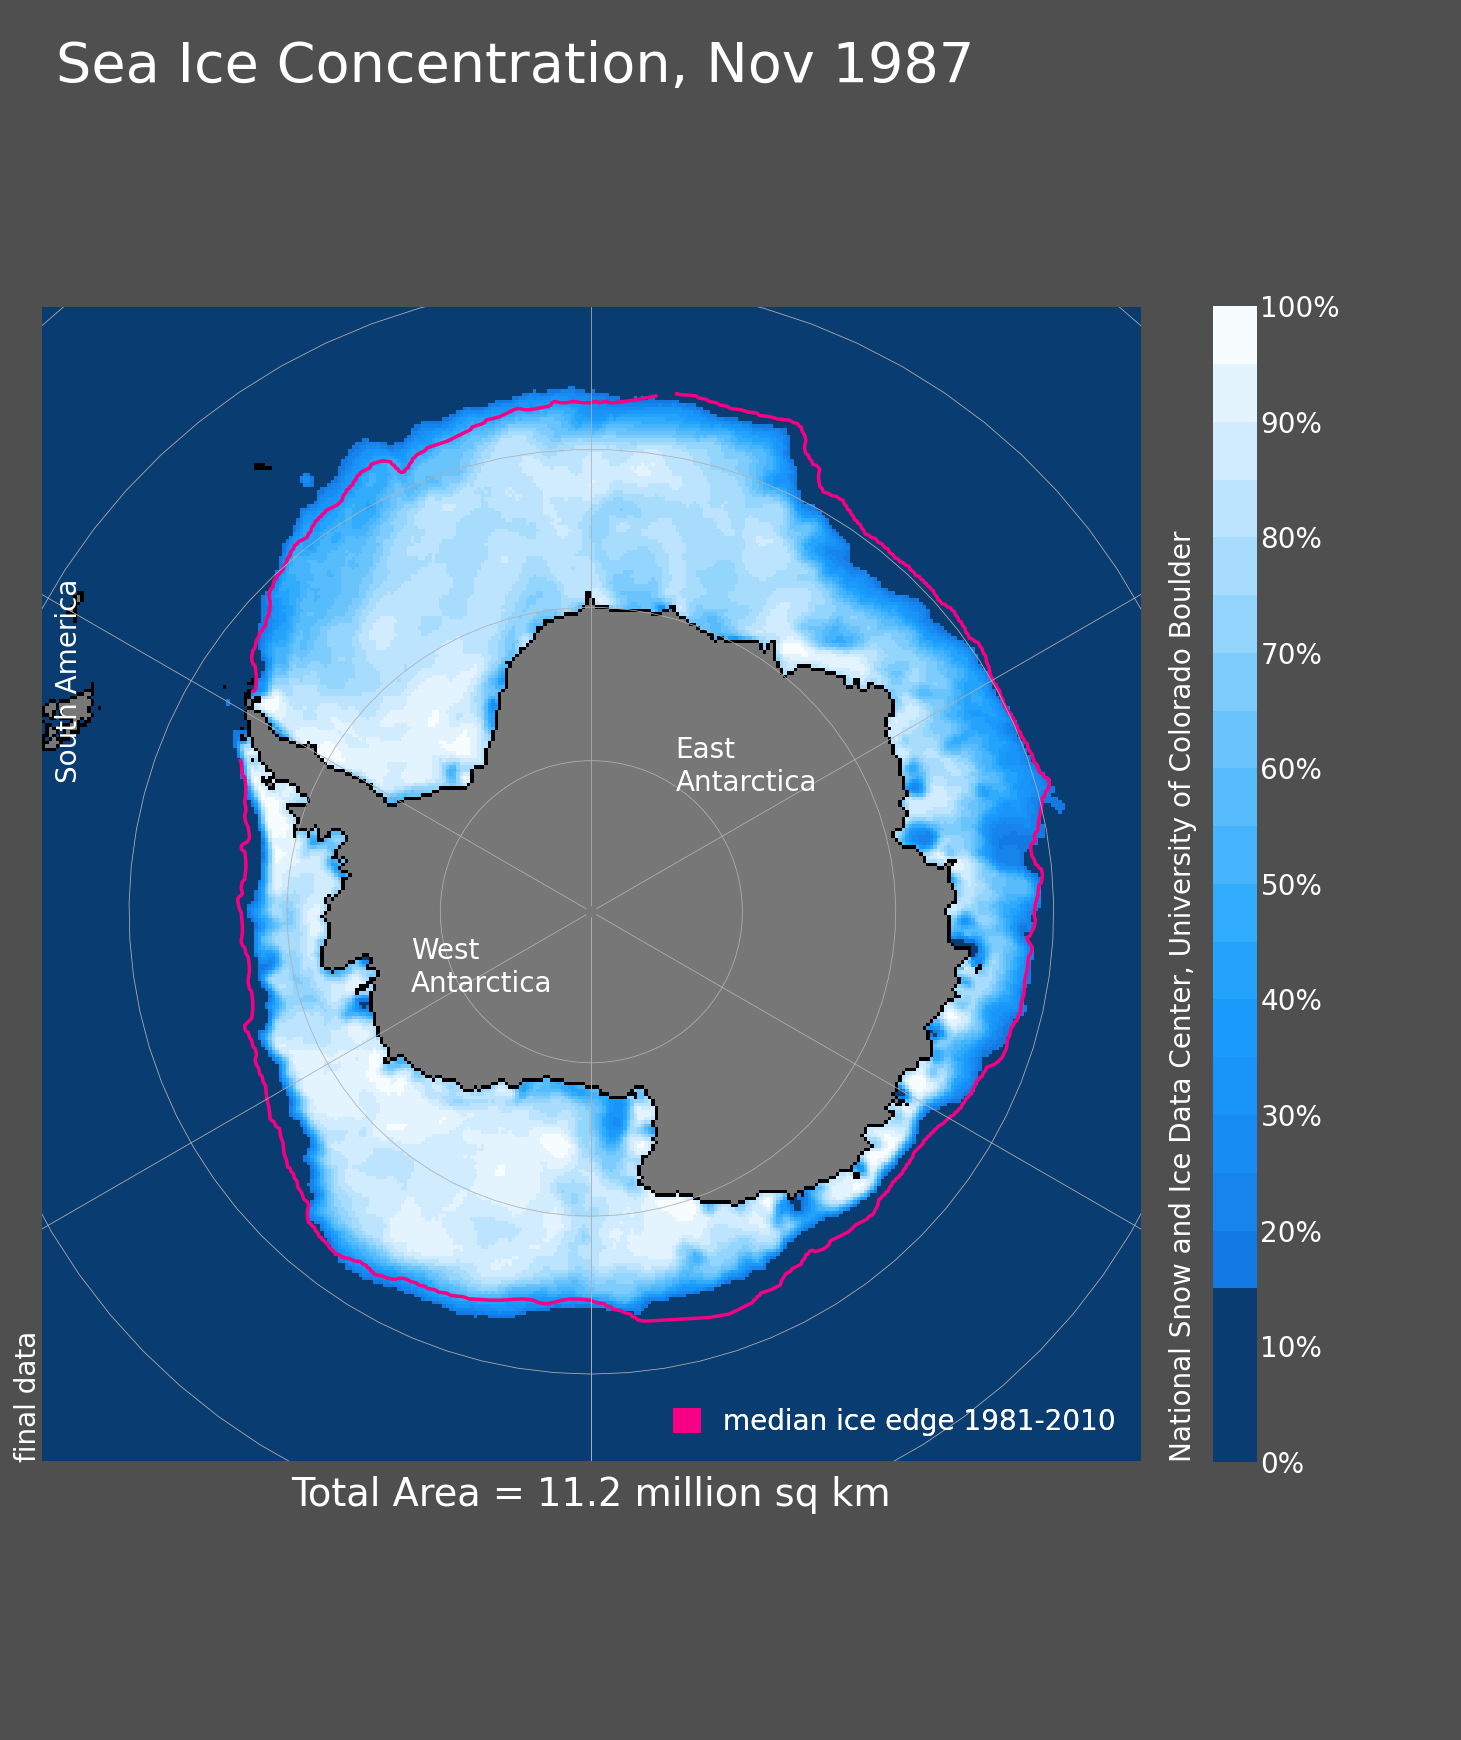 Sea Ice Concentration, Nov 1987
South America
East
Antarctica
West
Antarctica
final data
median ice edge 1981-2010
Total Area = 11.2 million sq km
National Snow and Ice Data Center, University of Colorado Boulder
100%
90%
80%
70%
60%
50%
40%
30%
20%
10%
0%